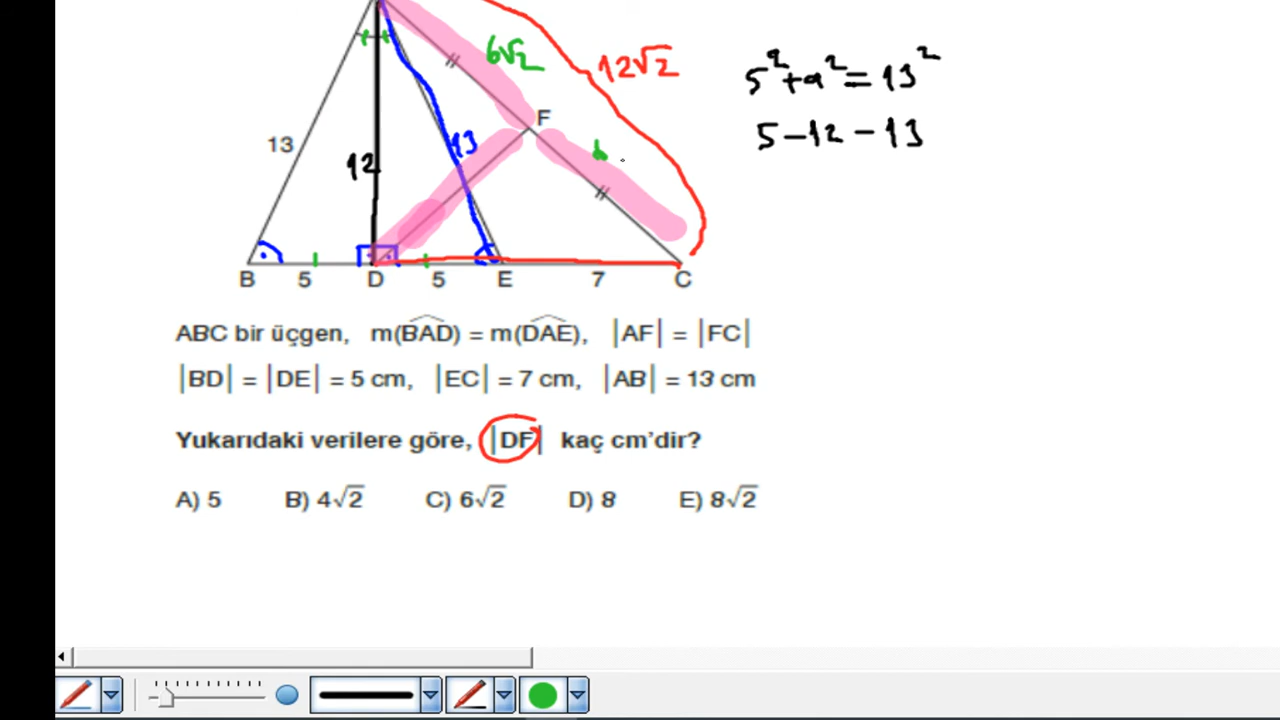 6√2
12√2
5² + a² = 13²
5 - 12 - 13
F
13
12
13
6
B 5 D 5 E 7 C
ABC bir üçgen, m(BAD) = m(DAE), |AF| = |FC|
|BD| = |DE| = 5 cm, |EC| = 7 cm, |AB| = 13 cm
Yukarıdaki verilere göre, |DF| kaç cm'dir?
A) 5 B) 4√2 C) 6√2 D) 8 E) 8√2